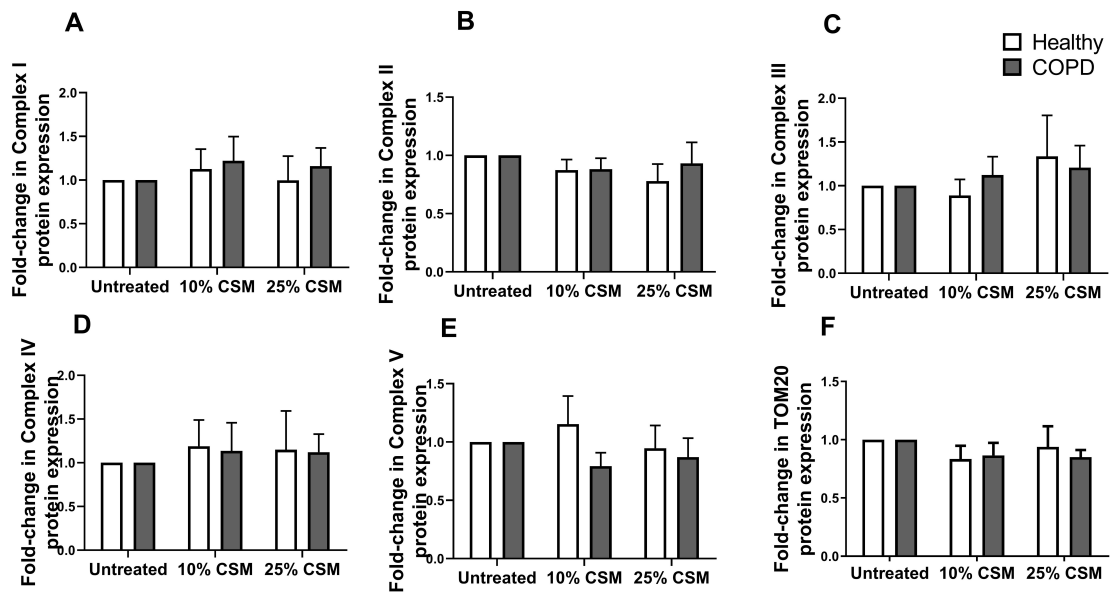 A
Fold-change in Complex I
protein expression
2.0
1.5
1.0
0.5
0.0
Untreated 10% CSM 25% CSM
B
Fold-change in Complex II
protein expression
1.5
1.0
0.5
0.0
Untreated 10% CSM 25% CSM
C
Healthy
COPD
Fold-change in Complex III
protein expression
2.0
1.5
1.0
0.5
0.0
Untreated 10% CSM 25% CSM
D
Fold-change in Complex IV
protein expression
2.0
1.5
1.0
0.5
0.0
Untreated 10% CSM 25% CSM
E
Fold-change in Complex V
protein expression
1.5
1.0
0.5
0.0
Untreated 10% CSM 25% CSM
F
Fold-change in TOM20
protein expression
1.5
1.0
0.5
0.0
Untreated 10% CSM 25% CSM